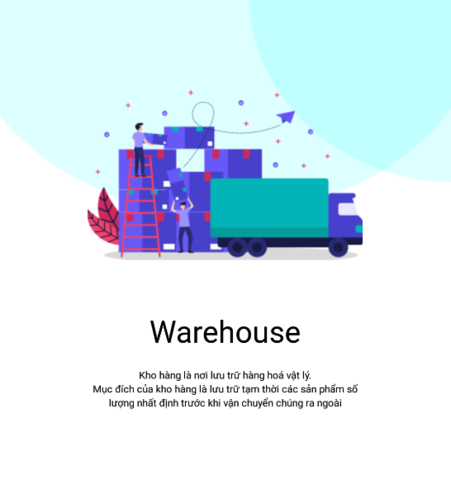 Warehouse
Kho hàng là nơi lưu trữ hàng hoá vật lý.
Mục đích của kho hàng là lưu trữ tạm thời các sản phẩm số
lượng nhất định trước khi vận chuyển chúng ra ngoài